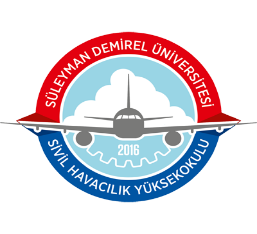 SÜLEYMAN DEMİREL ÜNİVERSİTESİ
2016
SİVİL HAVACILIK YÜKSEKOKULU